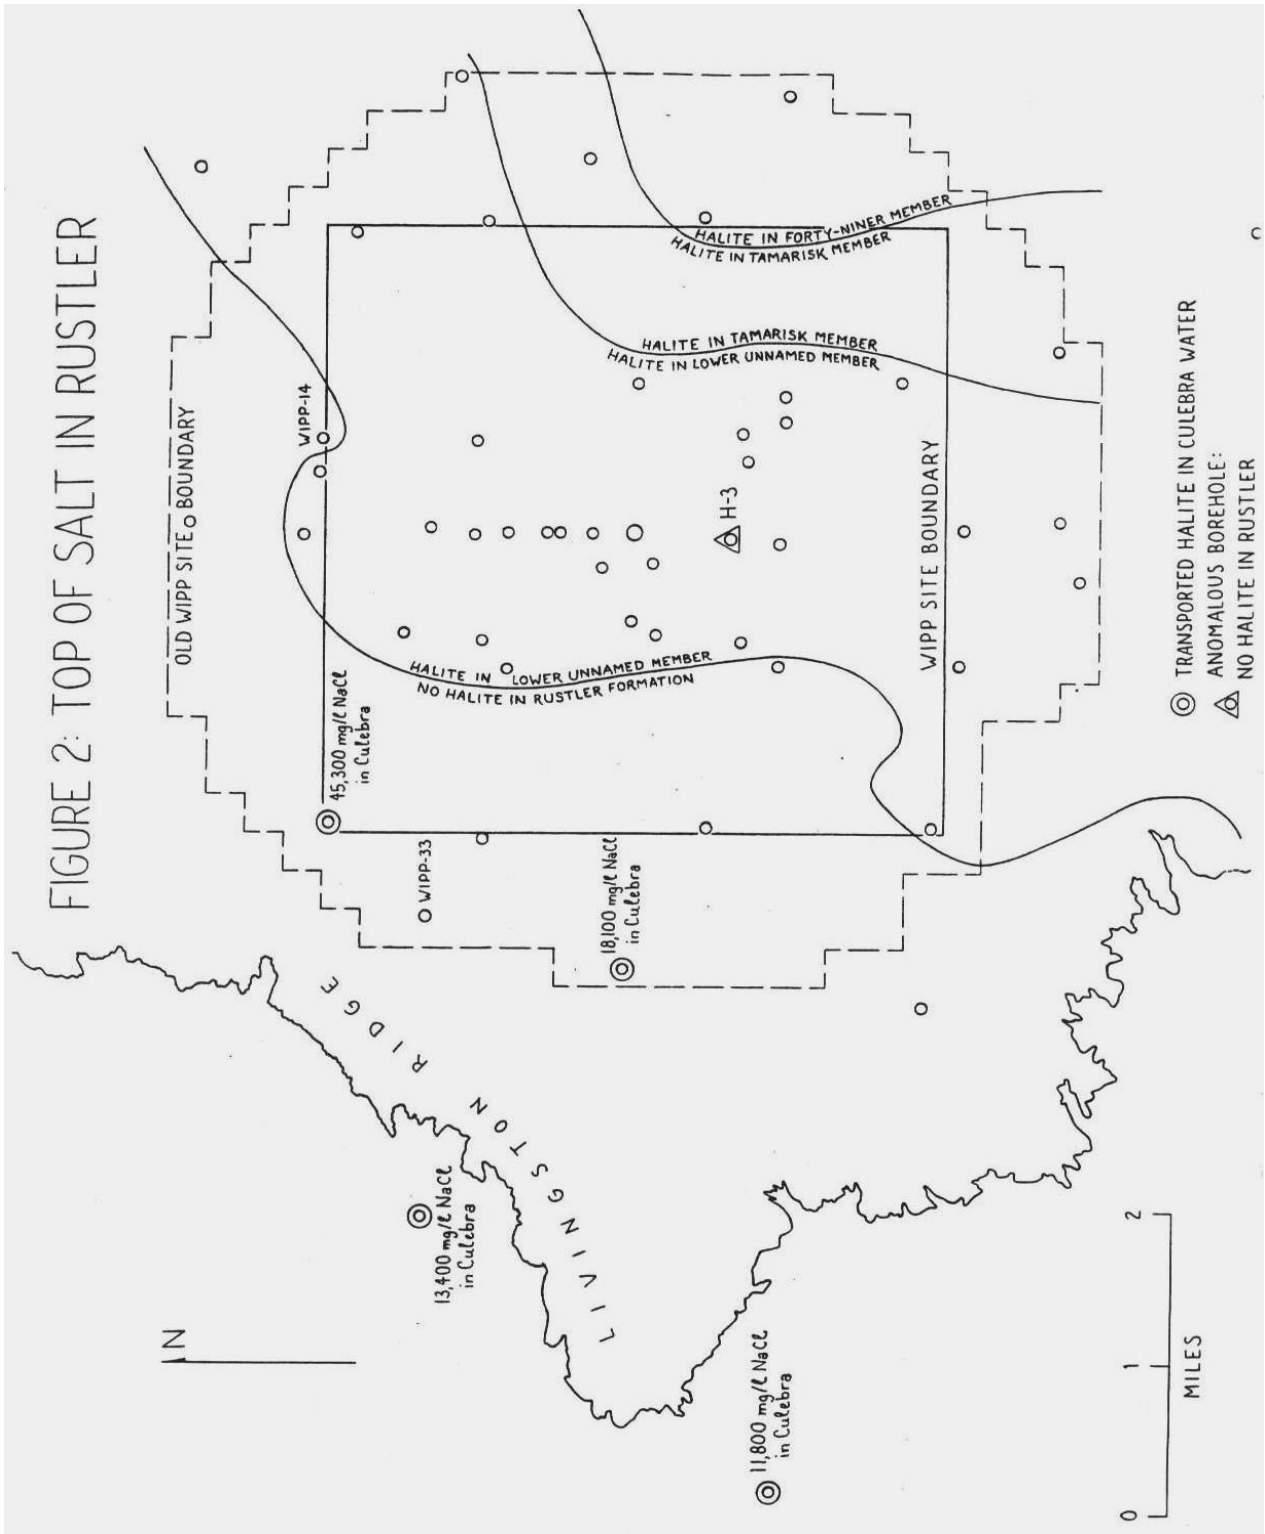 FIGURE 2: TOP OF SALT IN RUSTLER
N
OLD WIPP SITE BOUNDARY
WIPP-14
45,300 mg/l NaCl
in Culebra
WIPP-33
LIVINGSTON RIDGE
13,400 mg/l NaCl
in Culebra
18,100 mg/l NaCl
in Culebra
11,800 mg/l NaCl
in Culebra
NO HALITE IN RUSTLER FORMATION
HALITE IN LOWER UNNAMED MEMBER
H-3
HALITE IN LOWER UNNAMED MEMBER
HALITE IN TAMARISK MEMBER
HALITE IN TAMARISK MEMBER
HALITE IN FORTY-NINER MEMBER
WIPP SITE BOUNDARY
0 1 2
MILES
TRANSPORTED HALITE IN CULEBRA WATER
ANOMALOUS BOREHOLE:
NO HALITE IN RUSTLER